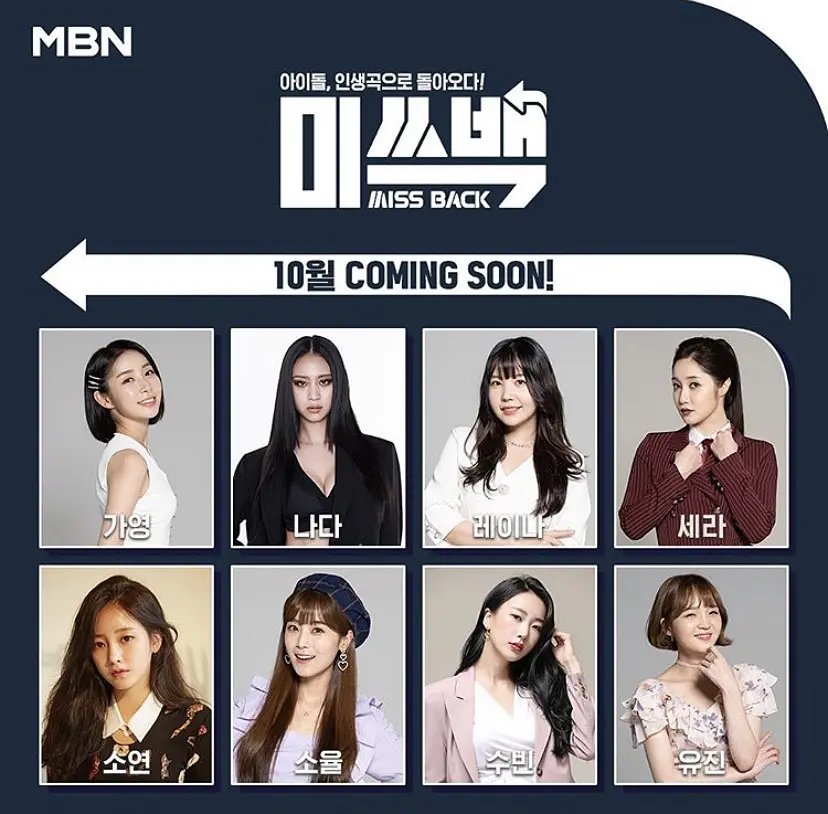 MBN
아이돌, 인생곡으로 돌아오다!
미쓰백
MISS BACK
10월 COMING SOON!
가영
나다
레이나
세라
소연
소율
수빈
유진